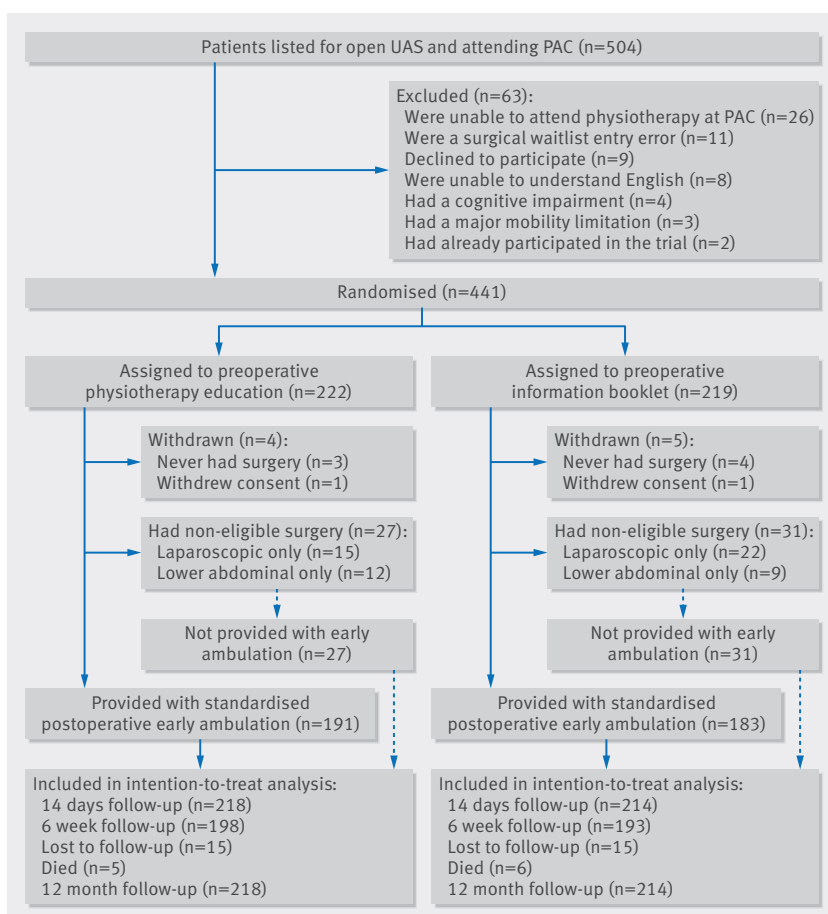 Patients listed for open UAS and attending PAC (n=504)
Excluded (n=63):
Were unable to attend physiotherapy at PAC (n=26)
Were a surgical waitlist entry error (n=11)
Declined to participate (n=9)
Were unable to understand English (n=8)
Had a cognitive impairment (n=4)
Had a major mobility limitation (n=3)
Had already participated in the trial (n=2)
Randomised (n=441)
Assigned to preoperative
physiotherapy education (n=222)
Withdrawn (n=4):
Never had surgery (n=3)
Withdrew consent (n=1)
Had non-eligible surgery (n=27):
Laparoscopic only (n=15)
Lower abdominal only (n=12)
Not provided with early
ambulation (n=27)
Provided with standardised
postoperative early ambulation (n=191)
Included in intention-to-treat analysis:
14 days follow-up (n=218)
6 week follow-up (n=198)
Lost to follow-up (n=15)
Died (n=5)
12 month follow-up (n=218)
Assigned to preoperative
information booklet (n=219)
Withdrawn (n=5):
Never had surgery (n=4)
Withdrew consent (n=1)
Had non-eligible surgery (n=31):
Laparoscopic only (n=22)
Lower abdominal only (n=9)
Not provided with early
ambulation (n=31)
Provided with standardised
postoperative early ambulation (n=183)
Included in intention-to-treat analysis:
14 days follow-up (n=214)
6 week follow-up (n=193)
Lost to follow-up (n=15)
Died (n=6)
12 month follow-up (n=214)